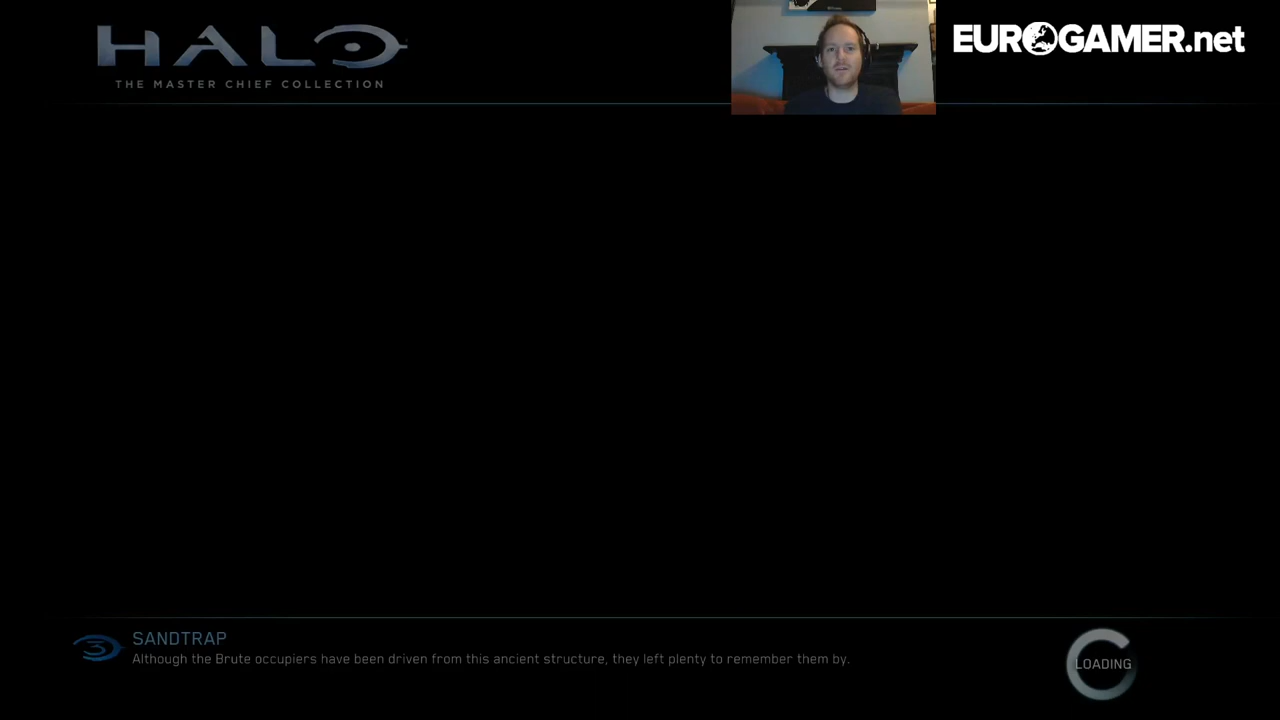 HALO
THE MASTER CHIEF COLLECTION
EUROGAMER.net
3
SANDTRAP
Although the Brute occupiers have been driven from this ancient structure, they left plenty to remember them by.
LOADING